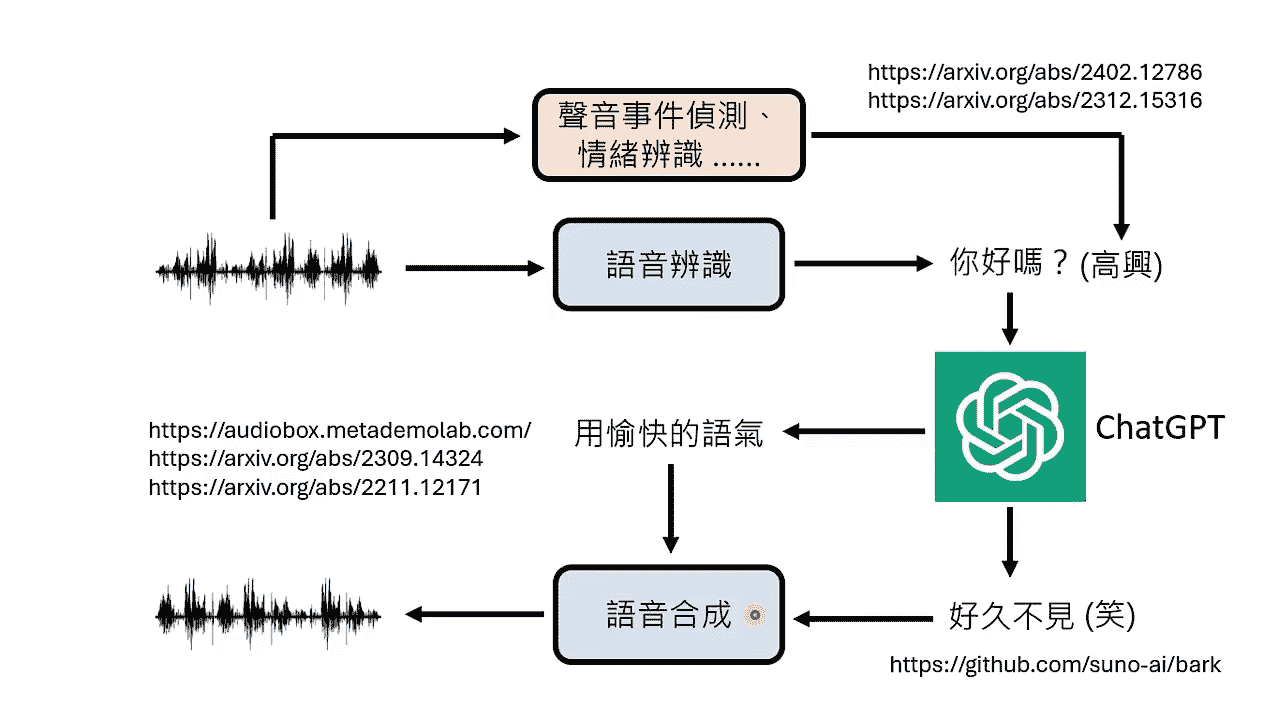 https://arxiv.org/abs/2402.12786
https://arxiv.org/abs/2312.15316
聲音事件偵測、
情緒辨識 ......
語音辨識
你好嗎？(高興)
ChatGPT
用愉快的語氣
https://audiobox.metademolab.com/
https://arxiv.org/abs/2309.14324
https://arxiv.org/abs/2211.12171
語音合成
好久不見 (笑)
https://github.com/suno-ai/bark